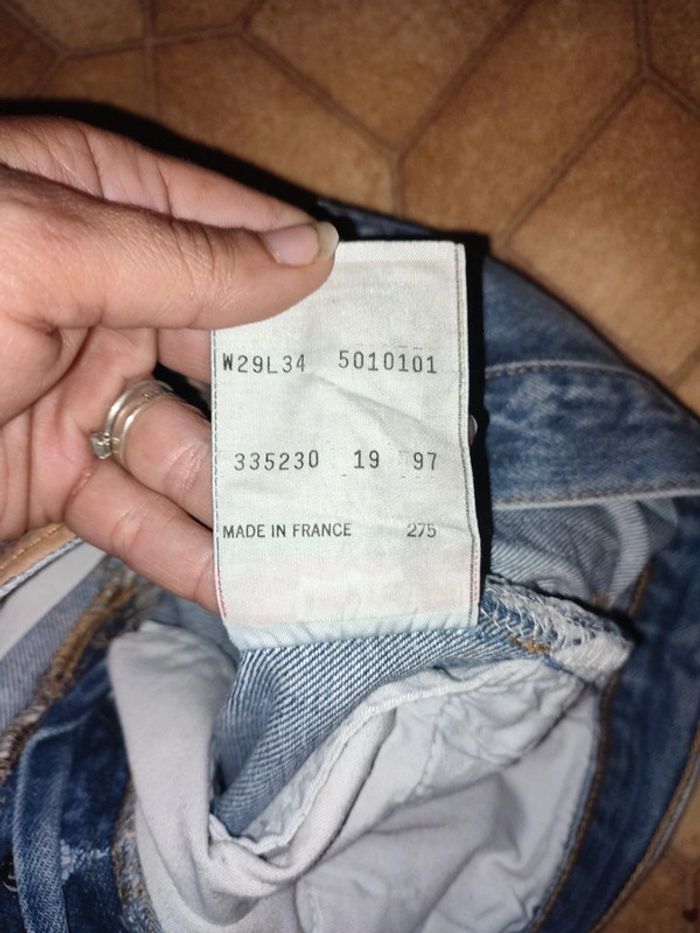 W29L34 5010101
335230 19 97
MADE IN FRANCE 275